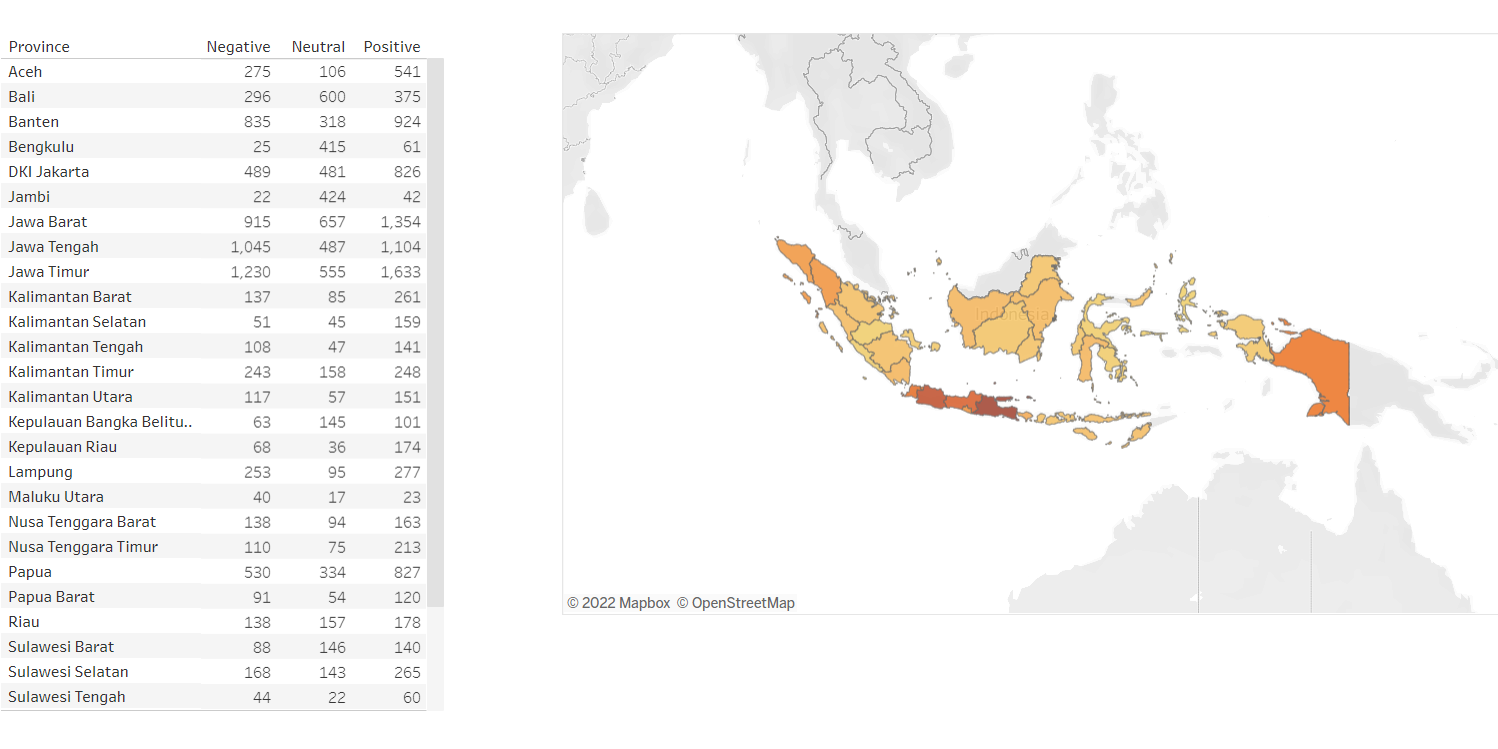 Province Negative Neutral Positive
Aceh 275 106 541
Bali 296 600 375
Banten 835 318 924
Bengkulu 25 415 61
DKI Jakarta 489 481 826
Jambi 22 424 42
Jawa Barat 915 657 1,354
Jawa Tengah 1,045 487 1,104
Jawa Timur 1,230 555 1,633
Kalimantan Barat 137 85 261
Kalimantan Selatan 51 45 159
Kalimantan Tengah 108 47 141
Kalimantan Timur 243 158 248
Kalimantan Utara 117 57 151
Kepulauan Bangka Belitu.. 63 145 101
Kepulauan Riau 68 36 174
Lampung 253 95 277
Maluku Utara 40 17 23
Nusa Tenggara Barat 138 94 163
Nusa Tenggara Timur 110 75 213
Papua 530 334 827
Papua Barat 91 54 120
Riau 138 157 178
Sulawesi Barat 88 146 140
Sulawesi Selatan 168 143 265
Sulawesi Tengah 44 22 60
Indonesia
© 2022 Mapbox © OpenStreetMap